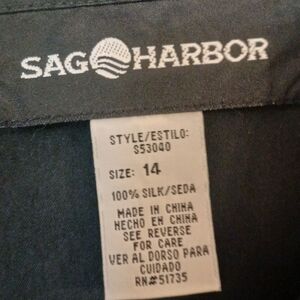 SAG HARBOR
STYLE/ESTILO:
S53040
SIZE: 14
100% SILK/SEDA
MADE IN CHINA
HECHO EN CHINA
SEE REVERSE
FOR CARE
VER AL DORSO PARA
CUIDADO
RN#51735